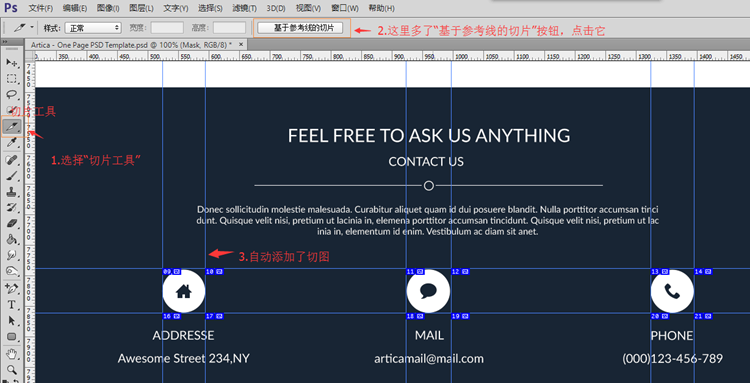 Ps 文件(F) 编辑(E) 图像(I) 图层(L) 文字(Y) 选择(S) 滤镜(T) 3D(D) 视图(V) 窗口(W) 帮助(H)
样式: 正常 宽度: 高度: 基于参考线的切片
2.这里多了“基于参考线的切片”按钮，点击它
Artica - One Page PSD Template.psd @ 100% (Mask, RGB/8) * ×
350 400 450 500 550 600 650 700 750 800 850 900 950 1000 1050 1100 1150 1200 1250 1300 1350 1400 1450
切片工具
1.选择“切片工具”
FEEL FREE TO ASK US ANYTHING
CONTACT US
Donec sollicitudin molestie malesuada. Curabitur aliquet quam id dui posuere blandit. Nulla porttitor accumsan tinci
dunt. Quisque velit nisi, pretium ut lacinia in, elemena porttitor accumsan tincidunt. Quisque velit nisi, pretium ut lac
inia in, elementum id enim. Vestibulum ac diam sit anet.
3.自动添加了切图
09 10 11 12 13 14
16 17 18 19 20 21
ADDRESSE MAIL PHONE
Awesome Street 234,NY articamail@mail.com (000)123-456-789